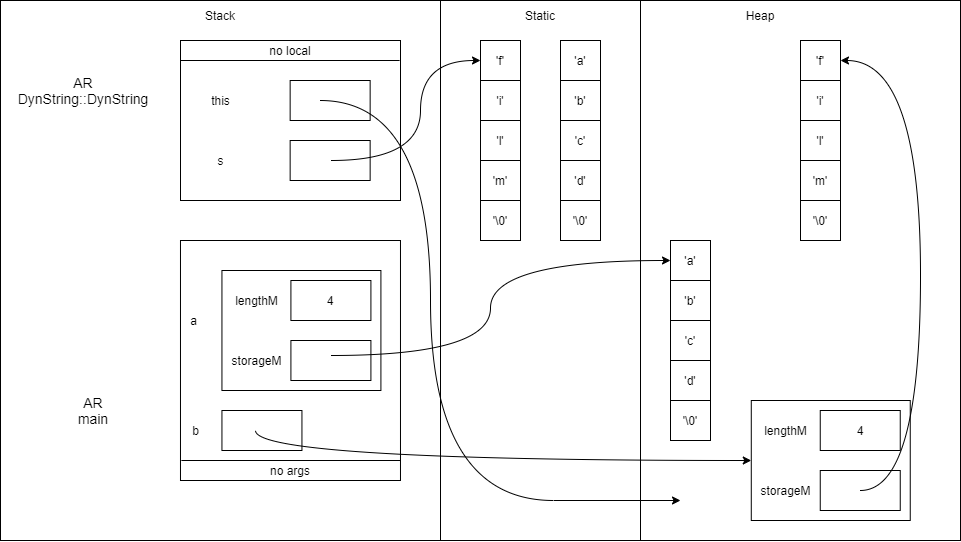 Stack
Static
Heap
AR
DynString::DynString
no local
this
s
'f'
'i'
'l'
'm'
'\0'
'a'
'b'
'c'
'd'
'\0'
'f'
'i'
'l'
'm'
'\0'
AR
main
a
lengthM
4
storageM
b
no args
'a'
'b'
'c'
'd'
'\0'
lengthM
4
storageM